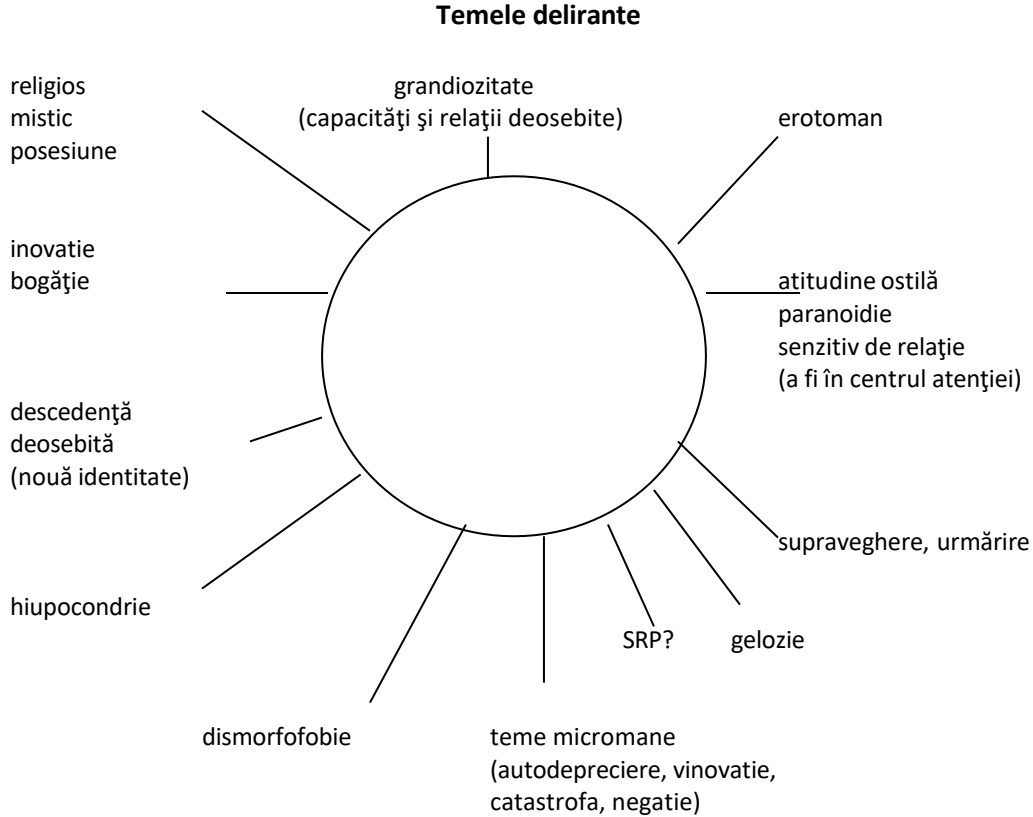 Temele delirante
religios
mistic
posesiune
grandiozitate
(capacităţi şi relaţii deosebite)
erotoman
inovatie
bogăţie
atitudine ostilă
paranoidie
senzitiv de relaţie
(a fi în centrul atenţiei)
descedenţă
deosebită
(nouă identitate)
supraveghere, urmărire
hiupocondrie
SRP?
gelozie
dismorfofobie
teme micromane
(autodepreciere, vinovatie,
catastrofa, negatie)